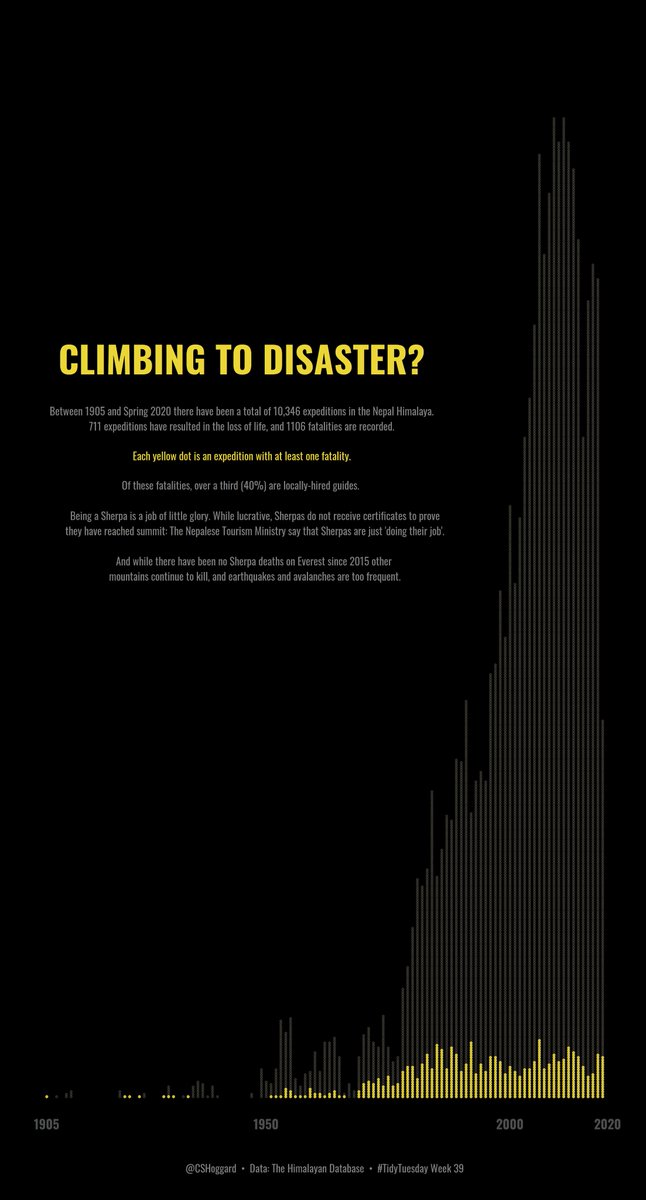 CLIMBING TO DISASTER?
Between 1905 and Spring 2020 there have been a total of 10,346 expeditions in the Nepal Himalaya.
711 expeditions have resulted in the loss of life, and 1106 fatalities are recorded.
Each yellow dot is an expedition with at least one fatality.
Of these fatalities, over a third (40%) are locally-hired guides.
Being a Sherpa is a job of little glory. While lucrative, Sherpas do not receive certificates to prove
they have reached summit: The Nepalese Tourism Ministry say that Sherpas are just 'doing their job'.
And while there have been no Sherpa deaths on Everest since 2015 other
mountains continue to kill, and earthquakes and avalanches are too frequent.
1905 1950 2000 2020
@CSHoggard • Data: The Himalayan Database • #TidyTuesday Week 39